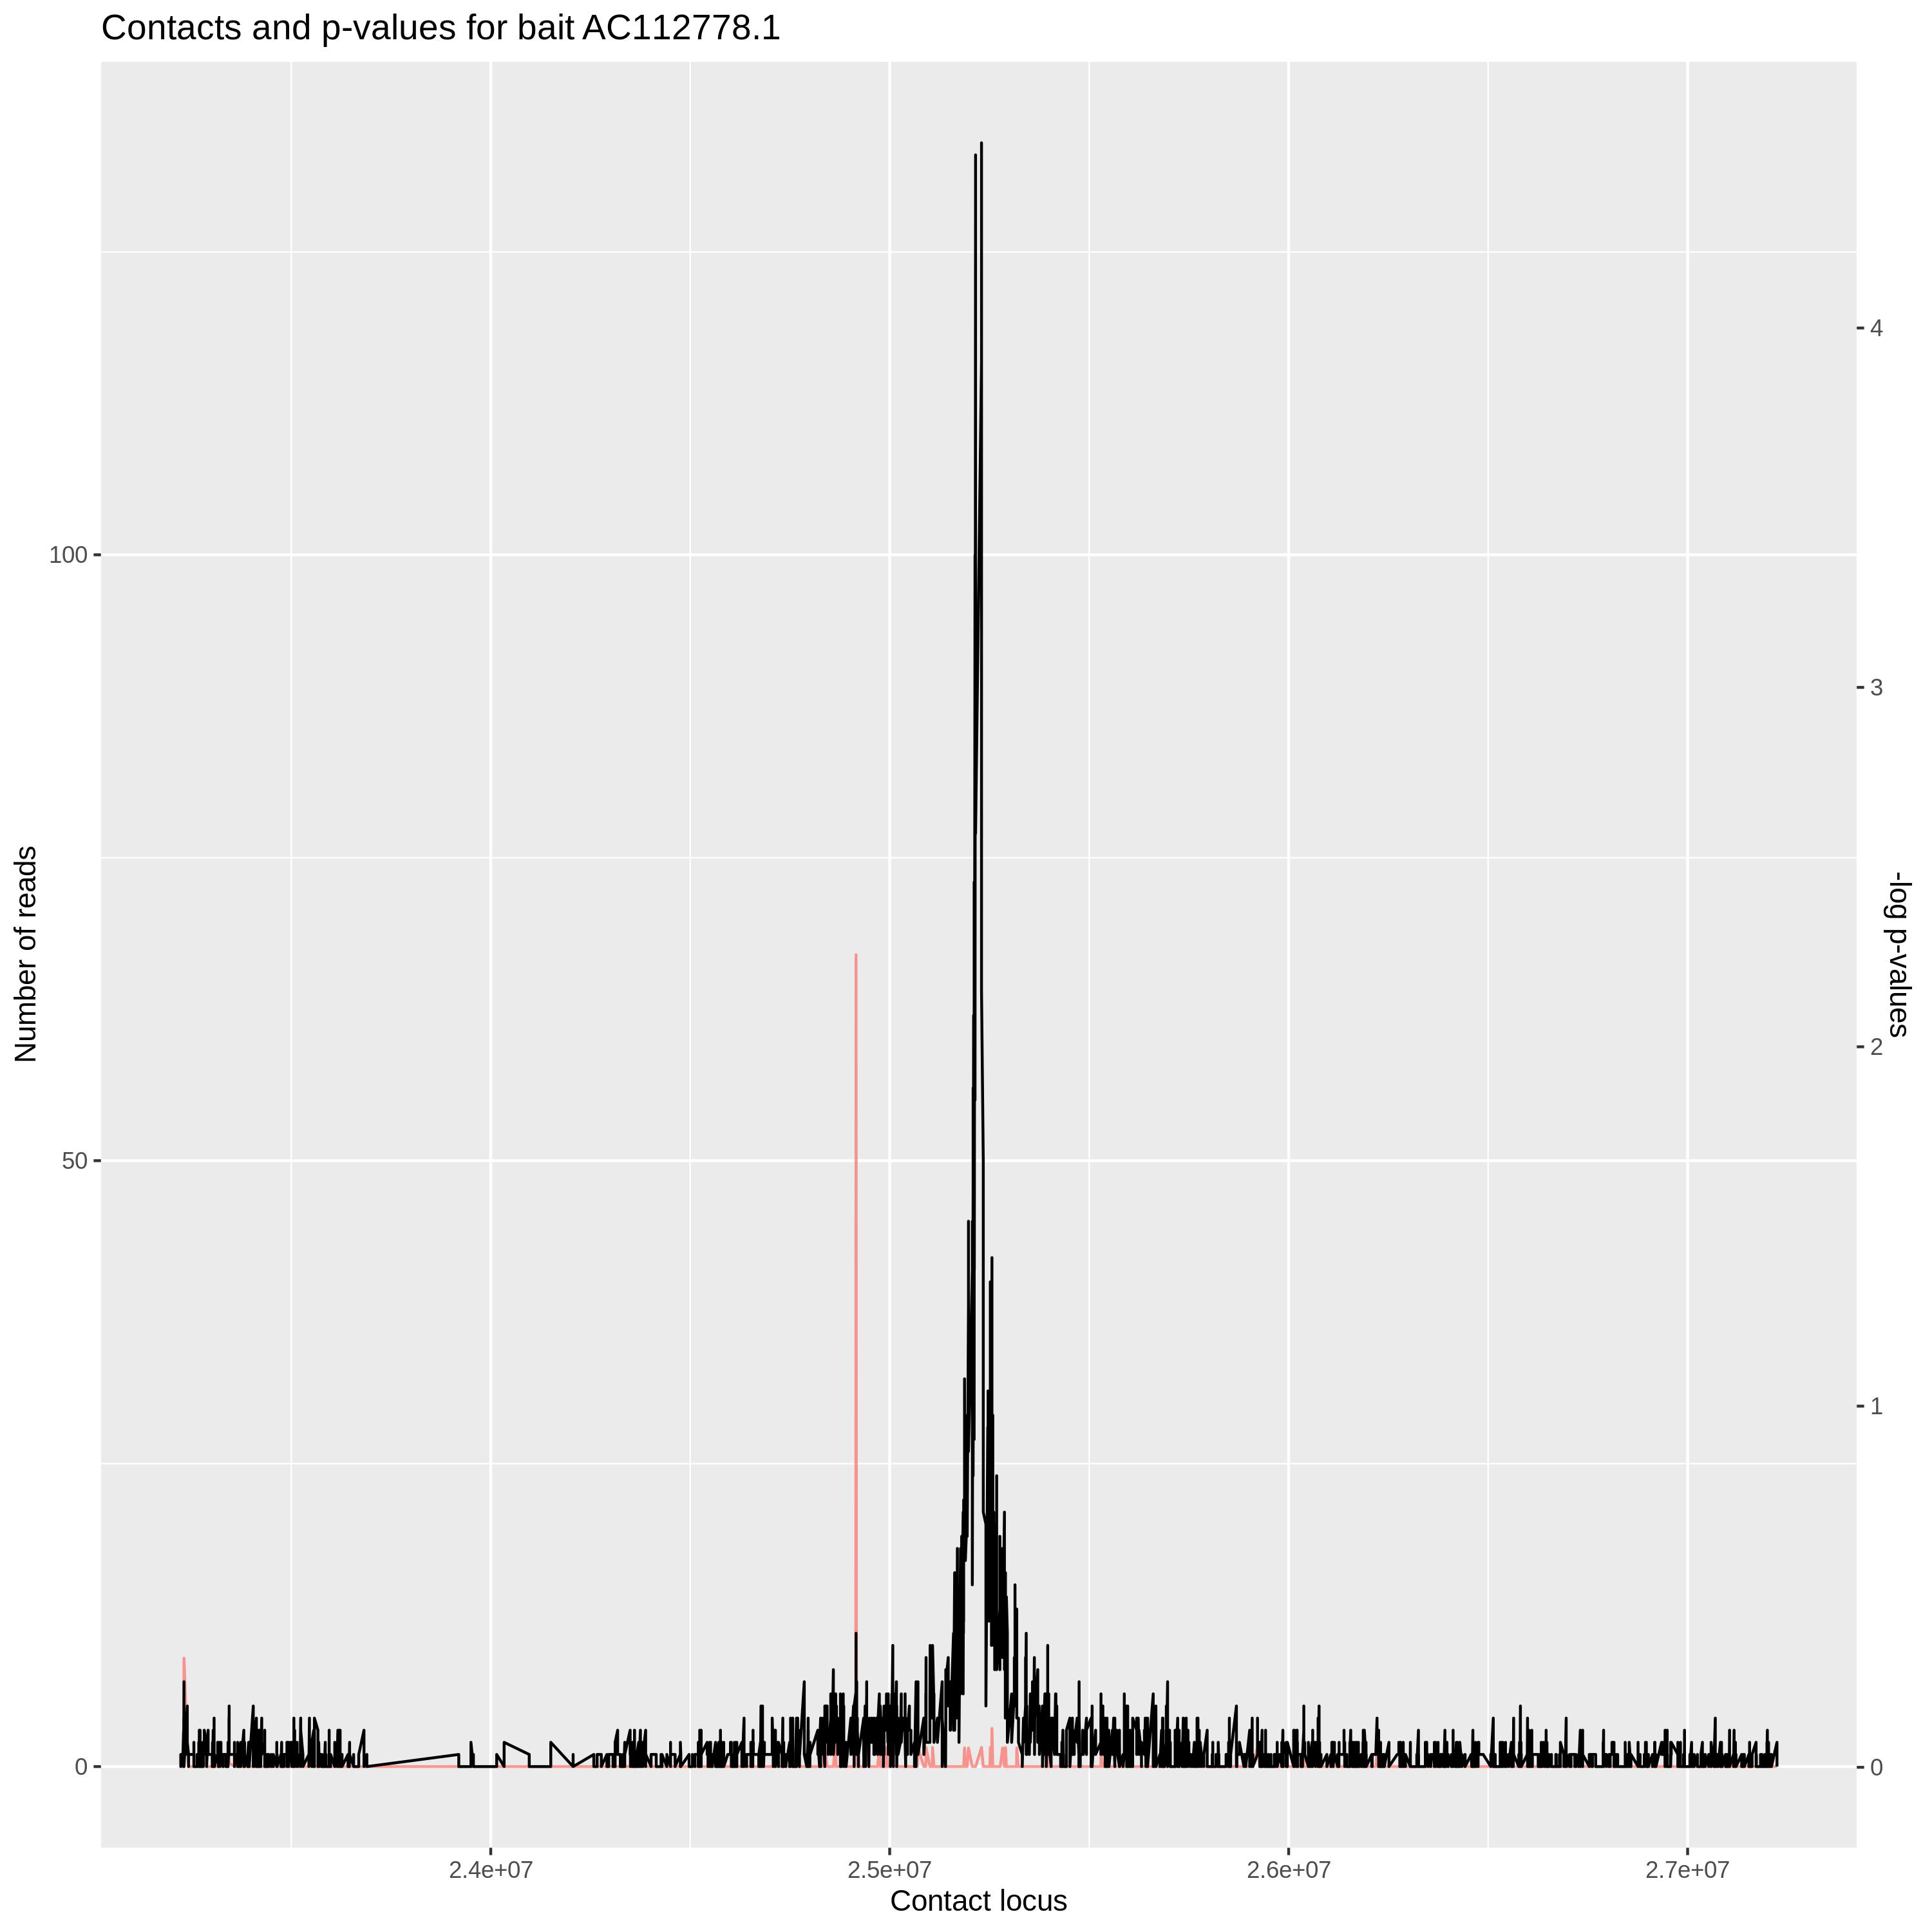 Contacts and p-values for bait AC112778.1
Number of reads
100
50
0
-log p-values
4
3
2
1
0
2.4e+07 2.5e+07 2.6e+07 2.7e+07
Contact locus